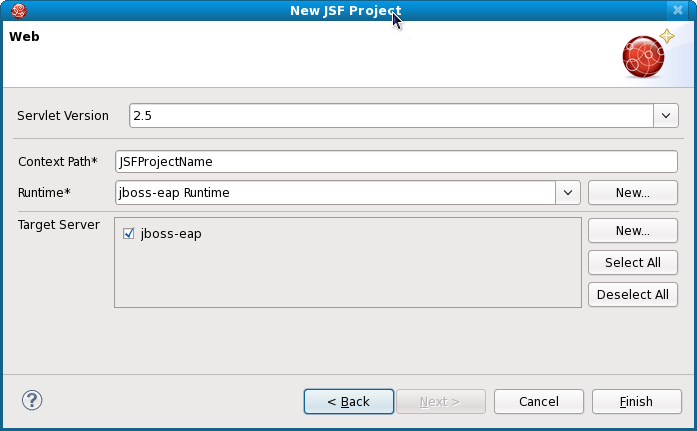 New JSF Project
Web
Servlet Version 2.5
Context Path* JSFProjectName
Runtime* jboss-eap Runtime New...
Target Server jboss-eap New...
Select All
Deselect All
? < Back Next > Cancel Finish